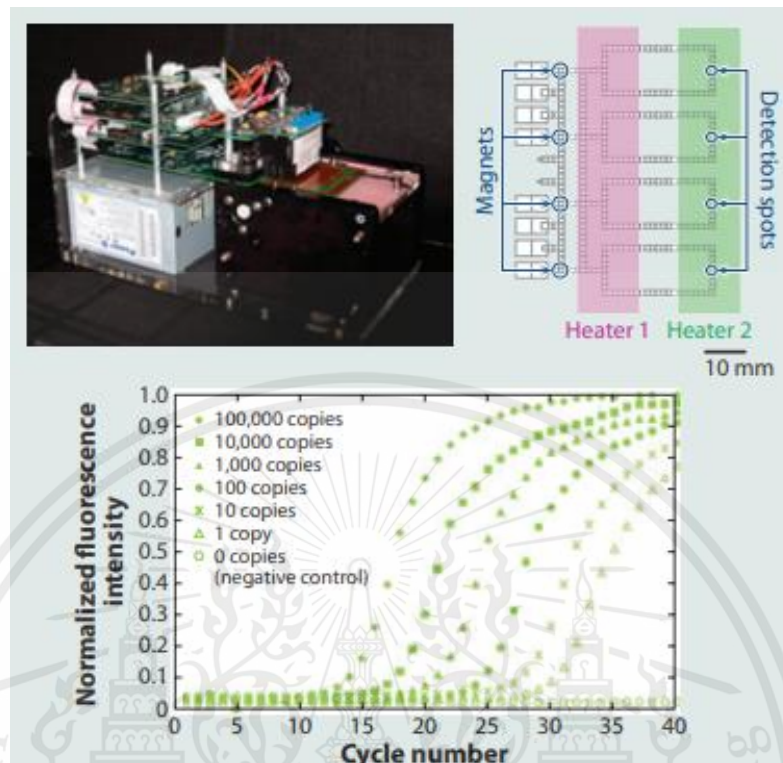 Magnets
Detection spots
Heater 1
Heater 2
10 mm
Normalized fluorescence
intensity
1.0
0.9
0.8
0.7
0.6
0.5
0.4
0.3
0.2
0.1
0
100,000 copies
10,000 copies
1,000 copies
100 copies
10 copies
1 copy
0 copies
(negative control)
0 5 10 15 20 25 30 35 40
Cycle number